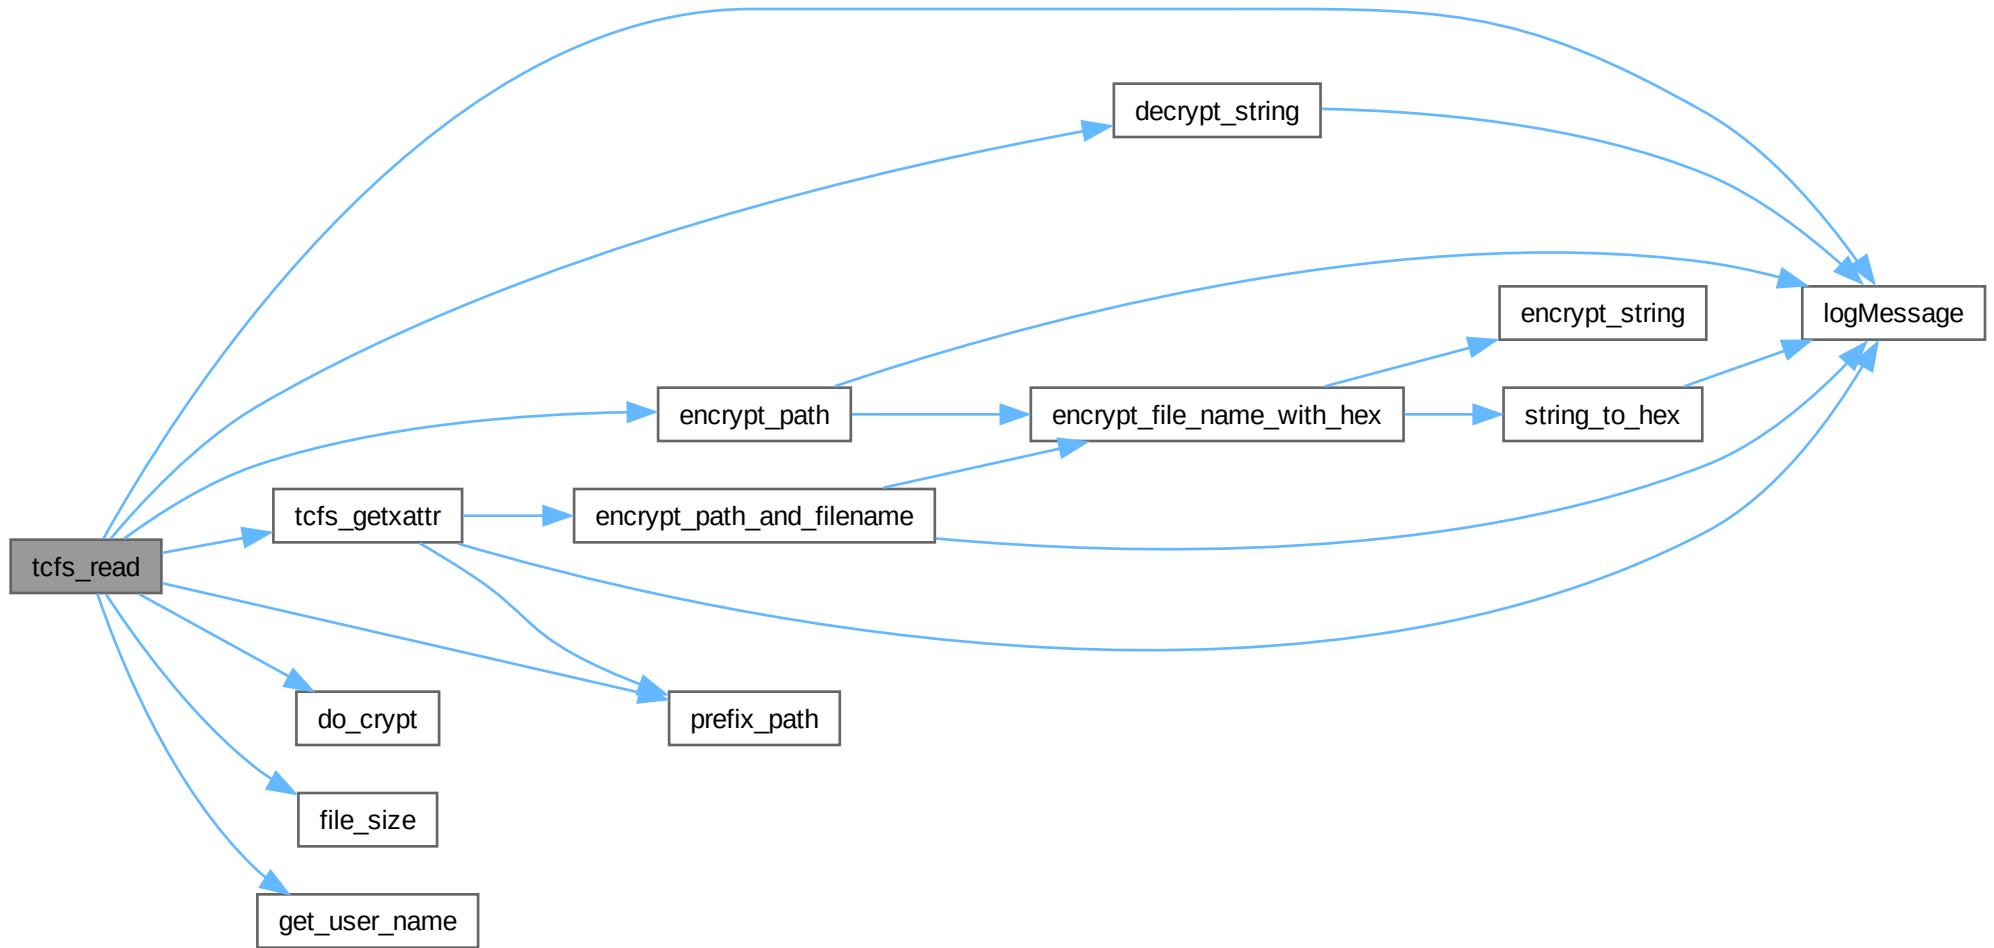 decrypt_string
encrypt_string
logMessage
encrypt_path
encrypt_file_name_with_hex
string_to_hex
tcfs_getxattr
encrypt_path_and_filename
tcfs_read
do_crypt
prefix_path
file_size
get_user_name